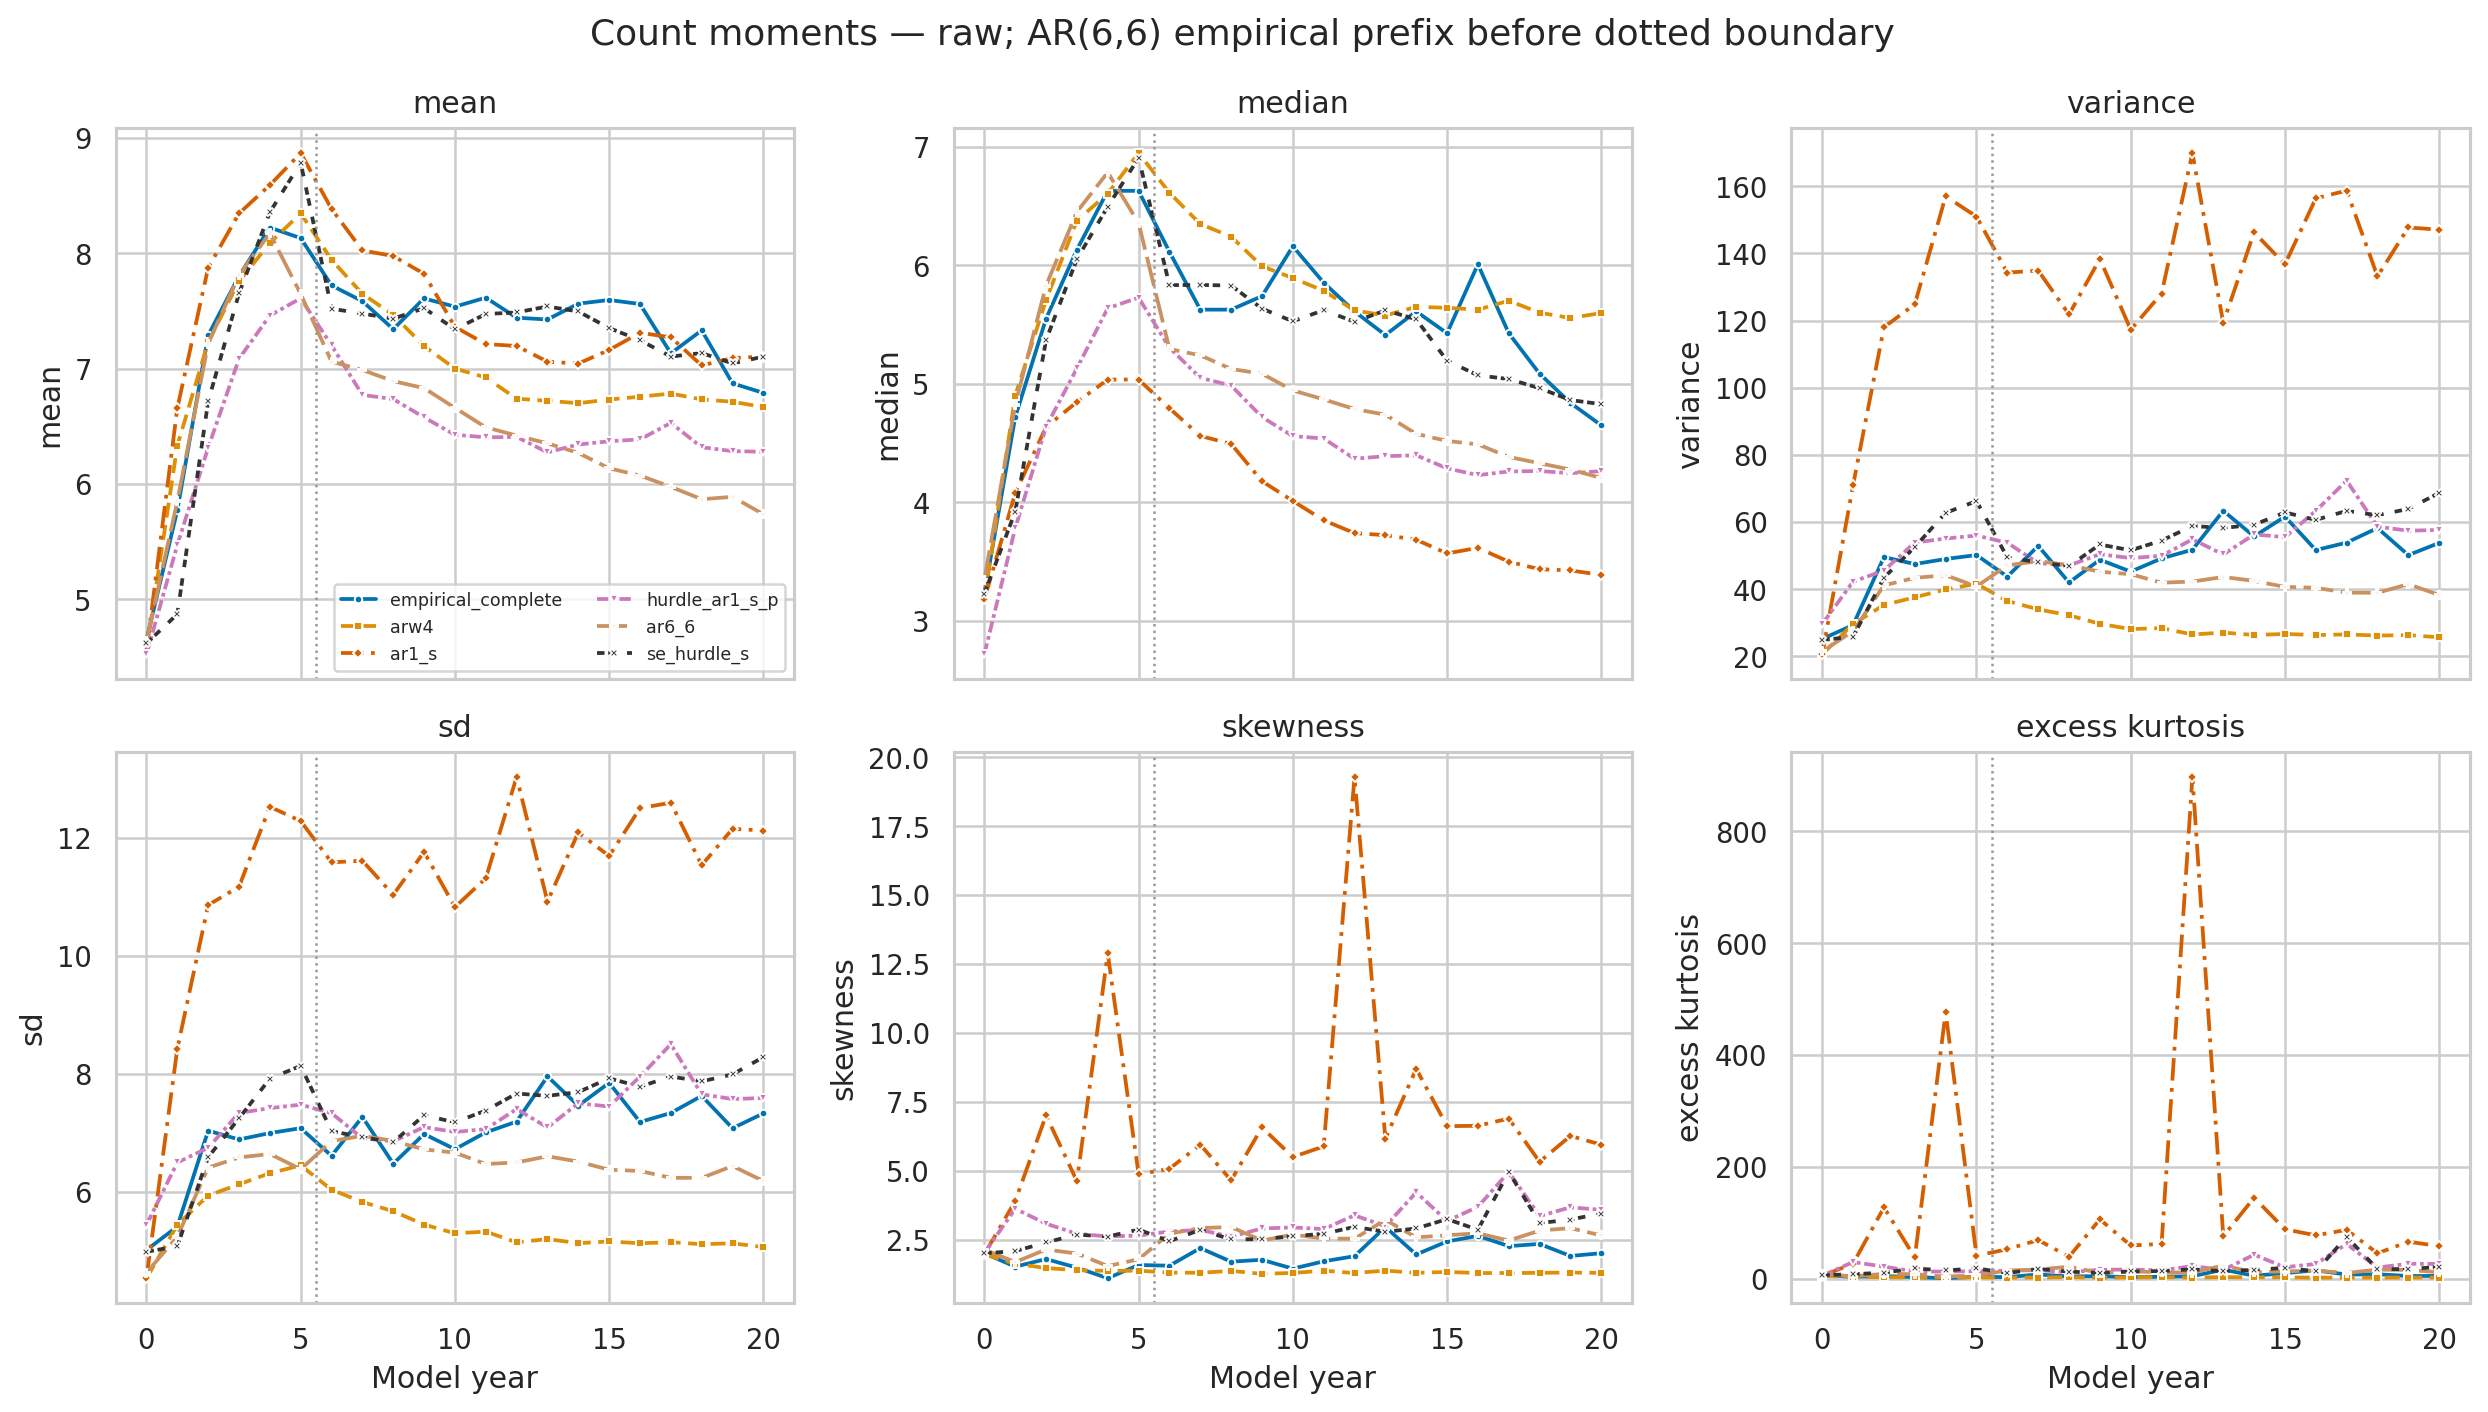 Count moments — raw; AR(6,6) empirical prefix before dotted boundary
mean
median
variance
mean
9
8
7
6
5
empirical_complete
arw4
ar1_s
hurdle_ar1_s_p
ar6_6
se_hurdle_s
median
7
6
5
4
3
variance
160
140
120
100
80
60
40
20
sd
skewness
excess kurtosis
sd
12
10
8
6
0
5
10
15
20
Model year
skewness
20.0
17.5
15.0
12.5
10.0
7.5
5.0
2.5
0
5
10
15
20
Model year
excess kurtosis
800
600
400
200
0
0
5
10
15
20
Model year